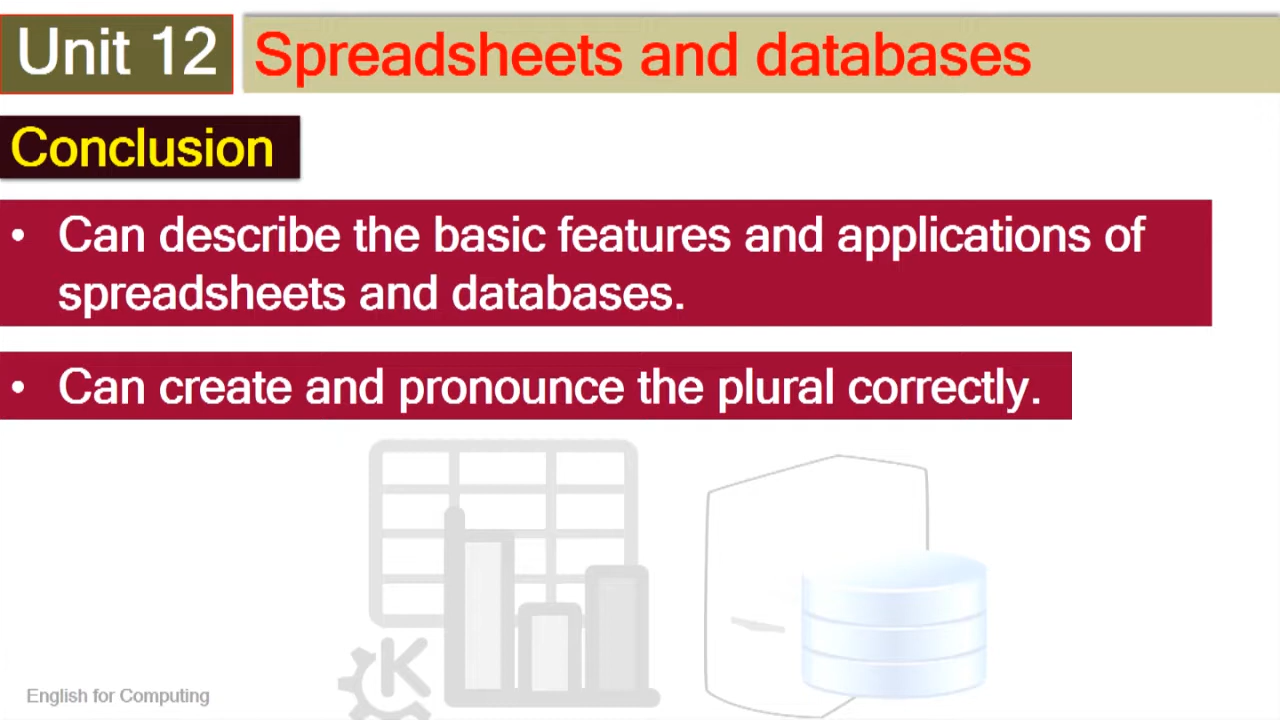 Unit 12
Spreadsheets and databases
Conclusion
• Can describe the basic features and applications of
spreadsheets and databases.
• Can create and pronounce the plural correctly.
K
English for Computing